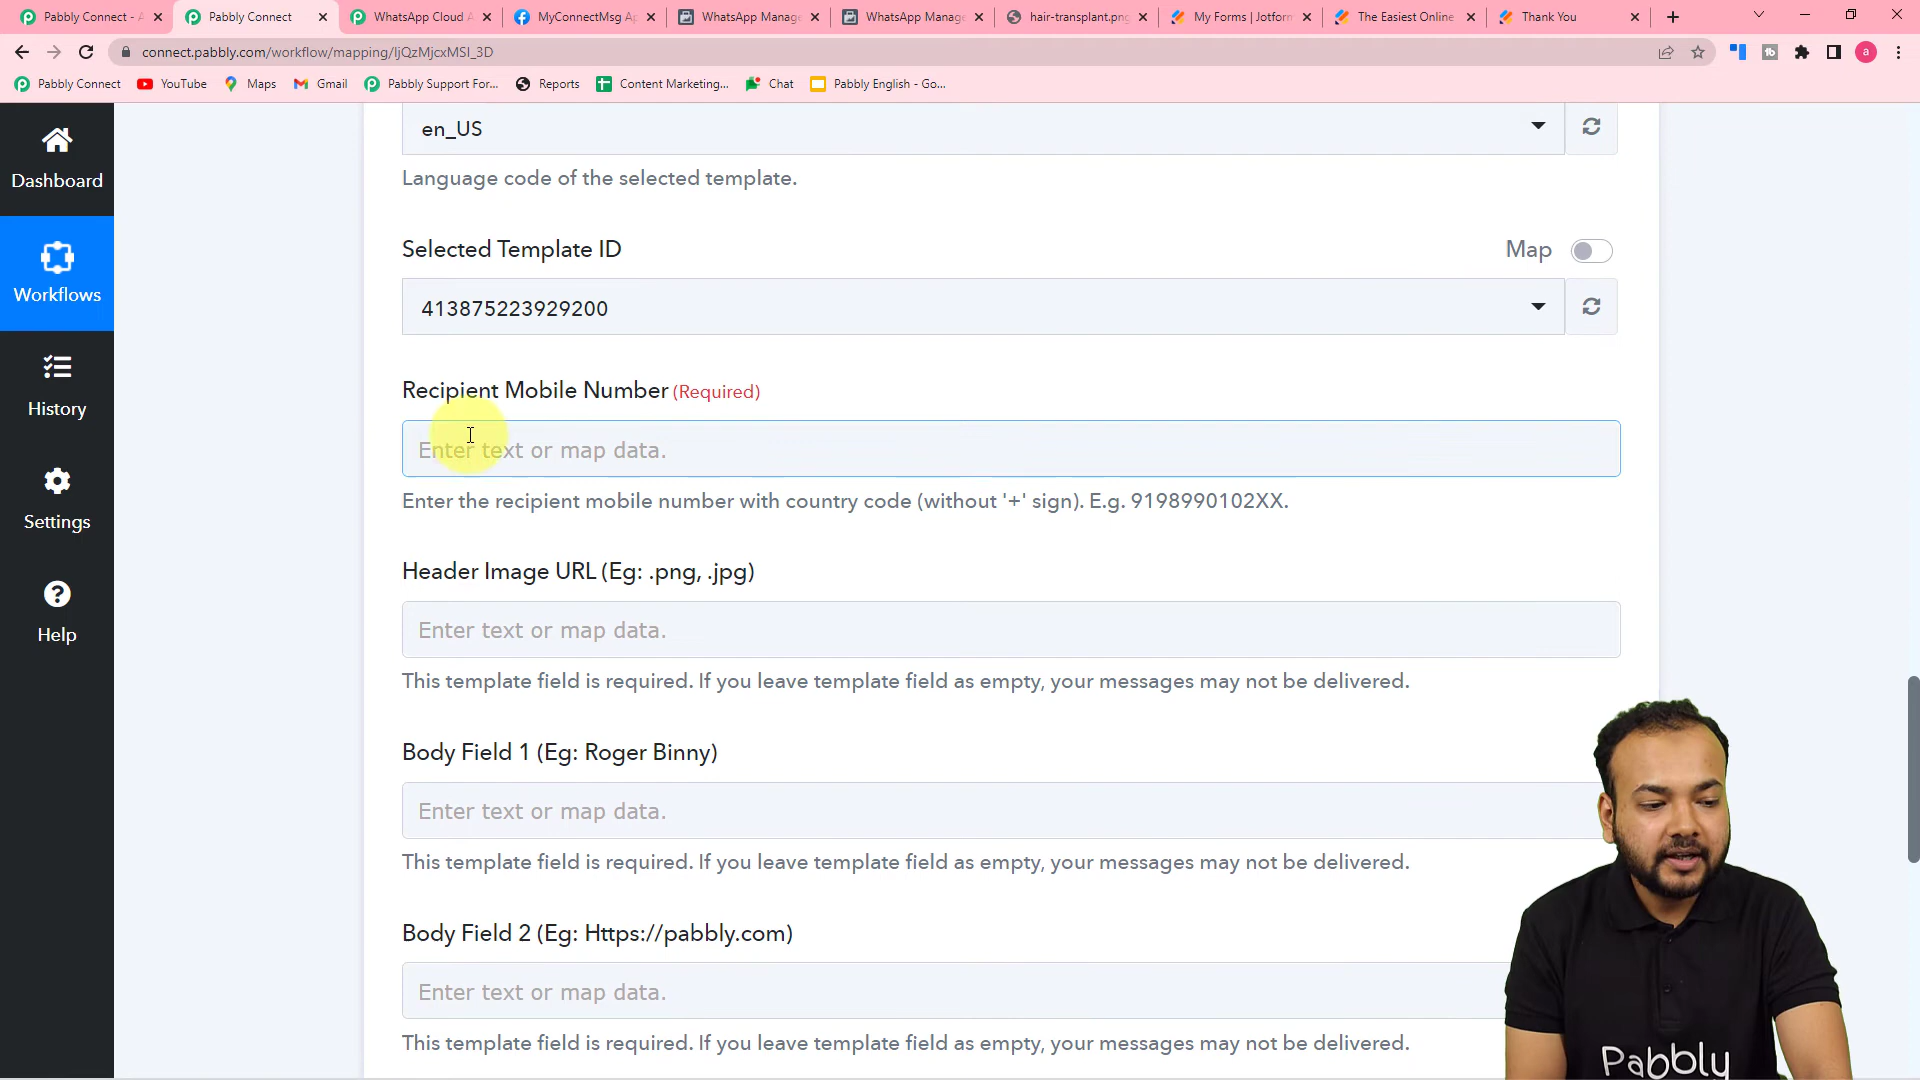 Pabbly Connect - A
Pabbly Connect
WhatsApp Cloud A
MyConnectMsg Ap
WhatsApp Manage
WhatsApp Manage
hair-transplant.png
My Forms | Jotform
The Easiest Online
Thank You
connect.pabbly.com/workflow/mapping/IjQzMjcxMSI_3D
a
Pabbly Connect
YouTube
Maps
Gmail
Pabbly Support For...
Reports
Content Marketing...
Chat
Pabbly English - Go...
Dashboard
Workflows
History
Settings
Help
en_US
Language code of the selected template.
Selected Template ID
Map
413875223929200
Recipient Mobile Number (Required)
Enter text or map data.
Enter the recipient mobile number with country code (without '+' sign). E.g. 9198990102XX.
Header Image URL (Eg: .png, .jpg)
Enter text or map data.
This template field is required. If you leave template field as empty, your messages may not be delivered.
Body Field 1 (Eg: Roger Binny)
Enter text or map data.
This template field is required. If you leave template field as empty, your messages may not be delivered.
Body Field 2 (Eg: Https://pabbly.com)
Enter text or map data.
This template field is required. If you leave template field as empty, your messages may not be delivered.
Pabbly